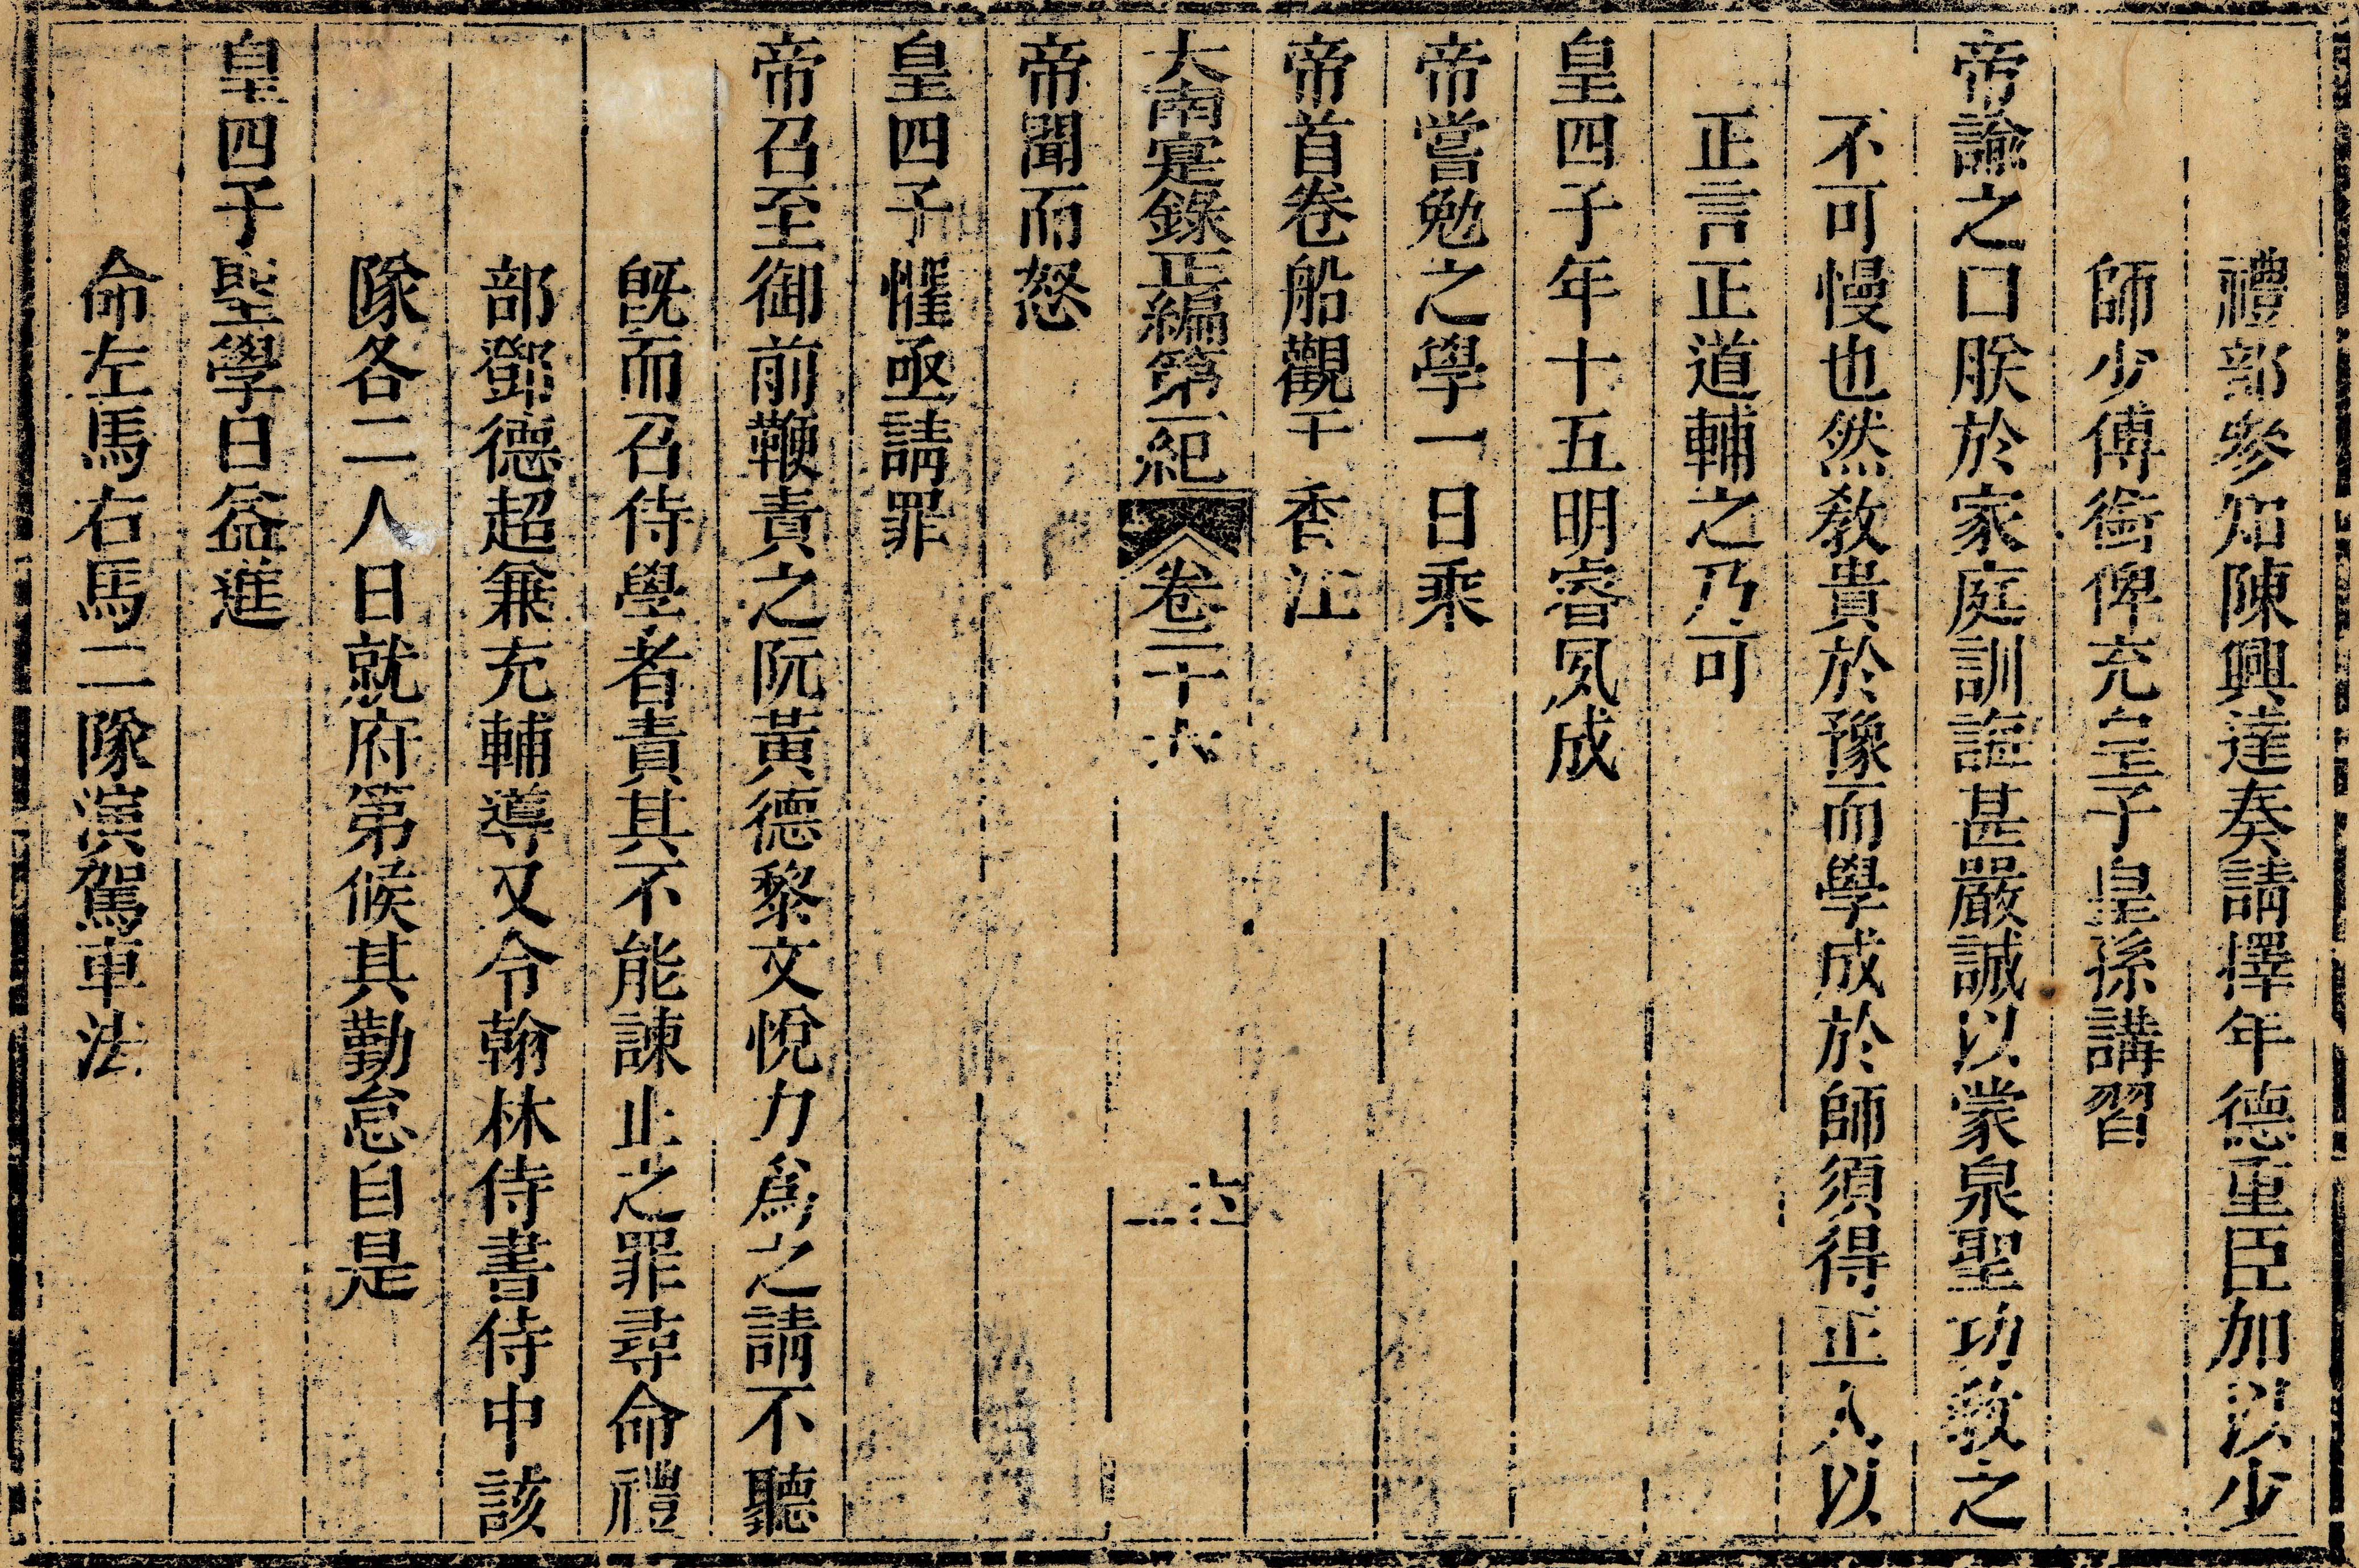 禮部參知陳興達奏請擇年德重臣加以少
師少傅銜俾充皇子皇孫講習
帝諭之曰朕於家庭訓誨甚嚴誠以蒙泉聖功教之
不可慢也然教貴於豫而學成於師須得正人以
正言正道輔之乃可
皇四子年十五明睿夙成
帝嘗勉之學一日乘
帝首卷船觀于香江
大南寔錄正編第一紀 卷二十六
帝聞而怒
皇四子懼亟請罪
帝召至御前鞭責之阮黃德黎文悅力爲之請不聽
旣而召侍學者責其不能諫止之罪尋命禮
部鄧德超兼充輔導又令翰林侍書侍中該
隊各二人日就府第候其勤怠自是
皇四子聖學日益進
命左馬右馬二隊演駕車法